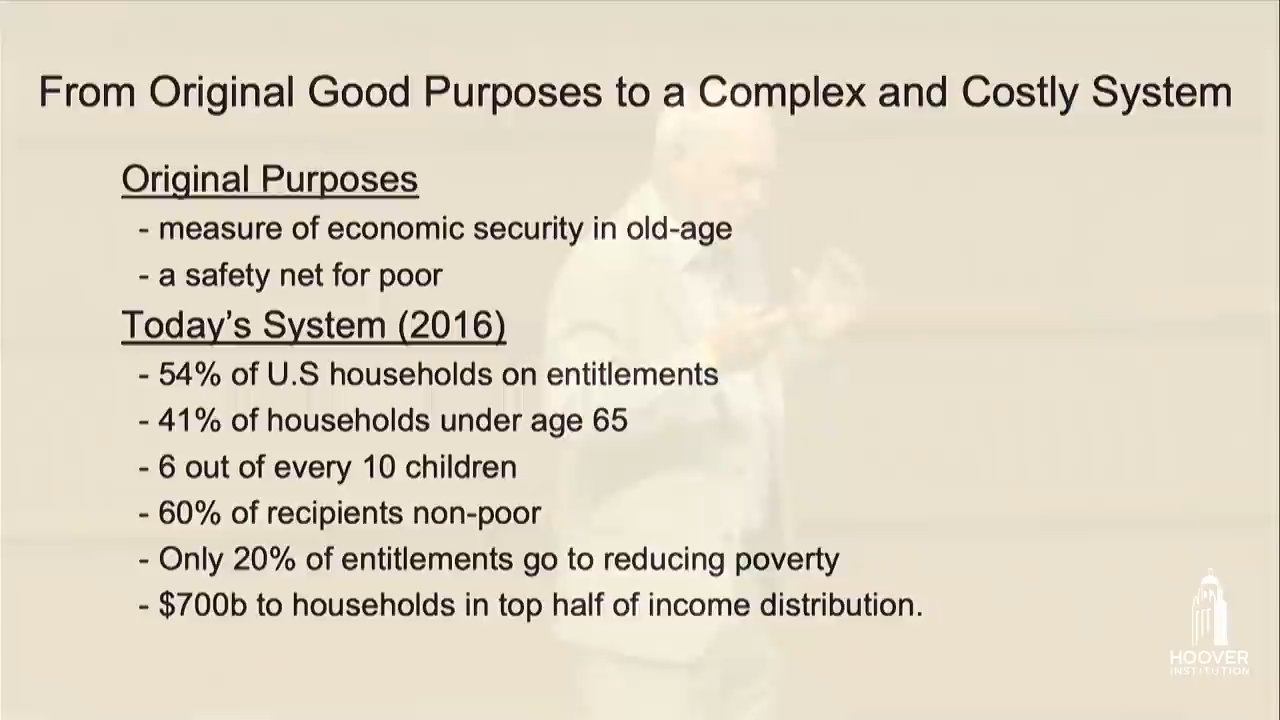 From Original Good Purposes to a Complex and Costly System
Original Purposes
- measure of economic security in old-age
- a safety net for poor
Today’s System (2016)
- 54% of U.S households on entitlements
- 41% of households under age 65
- 6 out of every 10 children
- 60% of recipients non-poor
- Only 20% of entitlements go to reducing poverty
- $700b to households in top half of income distribution.
HOOVER
INSTITUTION